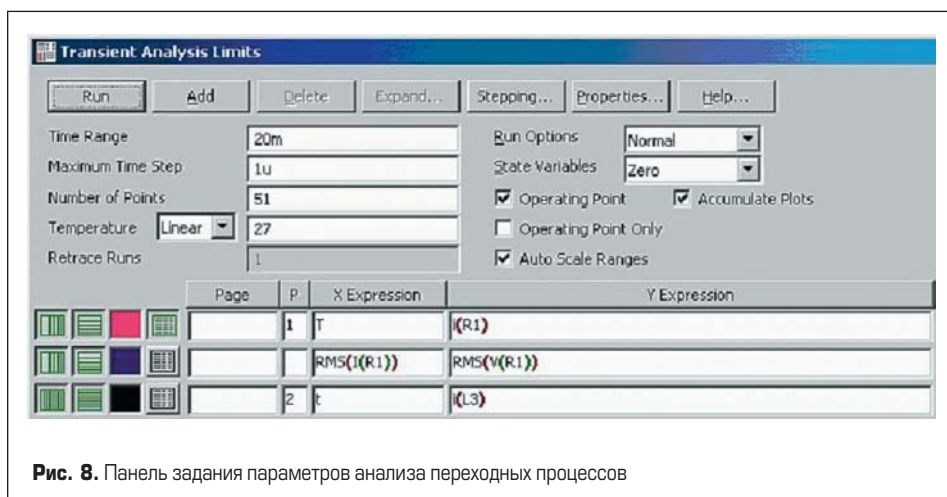 Transient Analysis Limits
Run Add Delete Expand... Stepping... Properties... Help...
Time Range 20m Run Options Normal
Maximum Time Step 1u State Variables Zero
Number of Points 51 Operating Point Accumulate Plots
Temperature Linear 27 Operating Point Only
Retrace Runs 1 Auto Scale Ranges
Page P X Expression Y Expression
1 T i(R1)
RMS(I(R1)) RMS(V(R1))
2 t i(L3)
Рис. 8. Панель задания параметров анализа переходных процессов